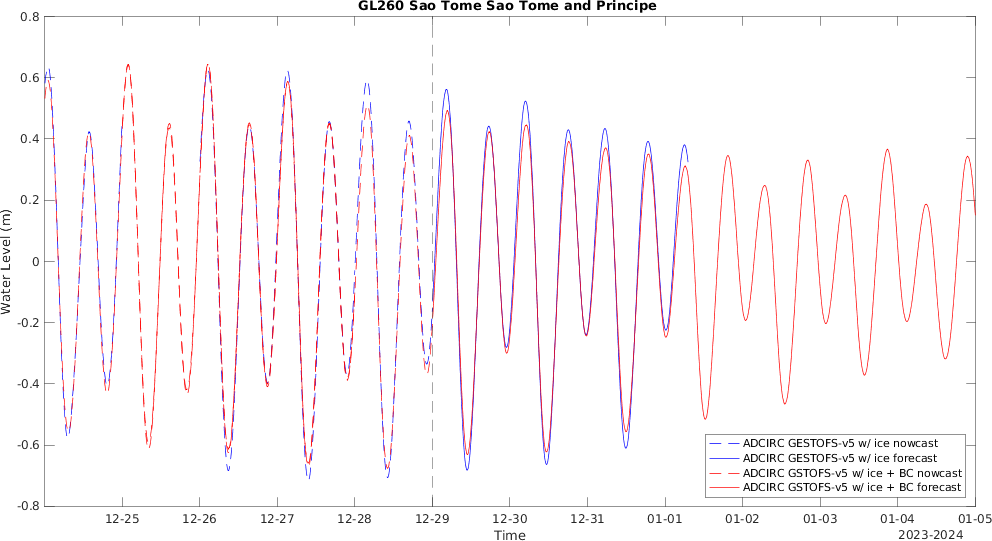 GL260 Sao Tome Sao Tome and Principe
0.8
0.6
0.4
0.2
0
-0.2
-0.4
-0.6
-0.8
Water Level (m)
ADCIRC GESTOFS-v5 w/ ice nowcast
ADCIRC GESTOFS-v5 w/ ice forecast
ADCIRC GSTOFS-v5 w/ ice + BC nowcast
ADCIRC GSTOFS-v5 w/ ice + BC forecast
12-25 12-26 12-27 12-28 12-29 12-30 12-31 01-01 01-02 01-03 01-04 01-05
Time
2023-2024